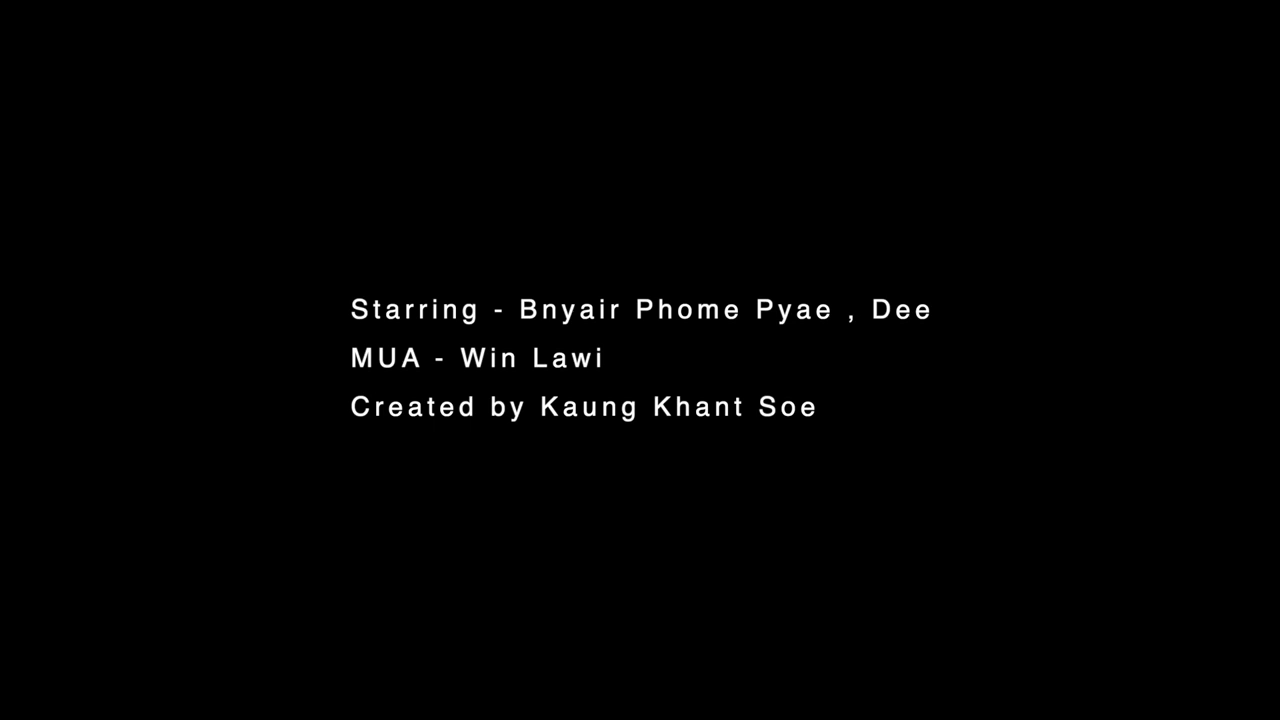 Starring - Bnyair Phome Pyae , Dee
MUA - Win Lawi
Created by Kaung Khant Soe